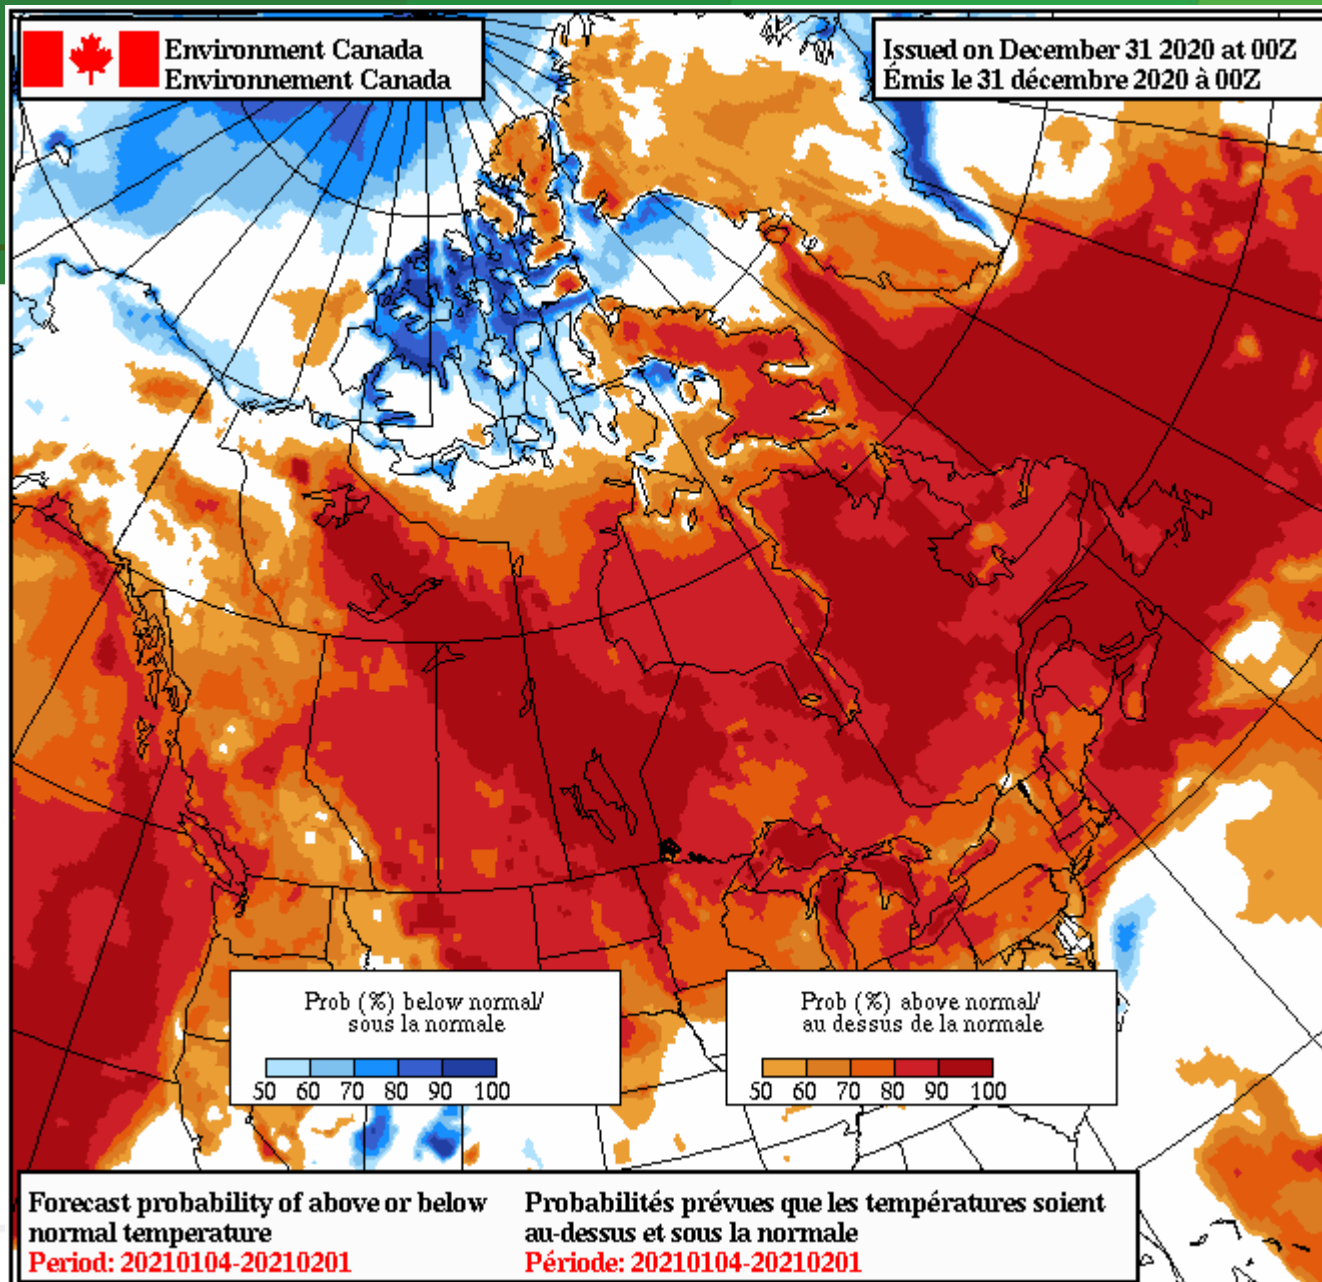 Environment Canada
Environnement Canada
Issued on December 31 2020 at 00Z
Émis le 31 décembre 2020 à 00Z
Prob (%) below normal/
sous la normale
50 60 70 80 90 100
Prob (%) above normal/
au dessus de la normale
50 60 70 80 90 100
Forecast probability of above or below
normal temperature
Period: 20210104-20210201
Probabilités prévues que les températures soient
au-dessus et sous la normale
Période: 20210104-20210201